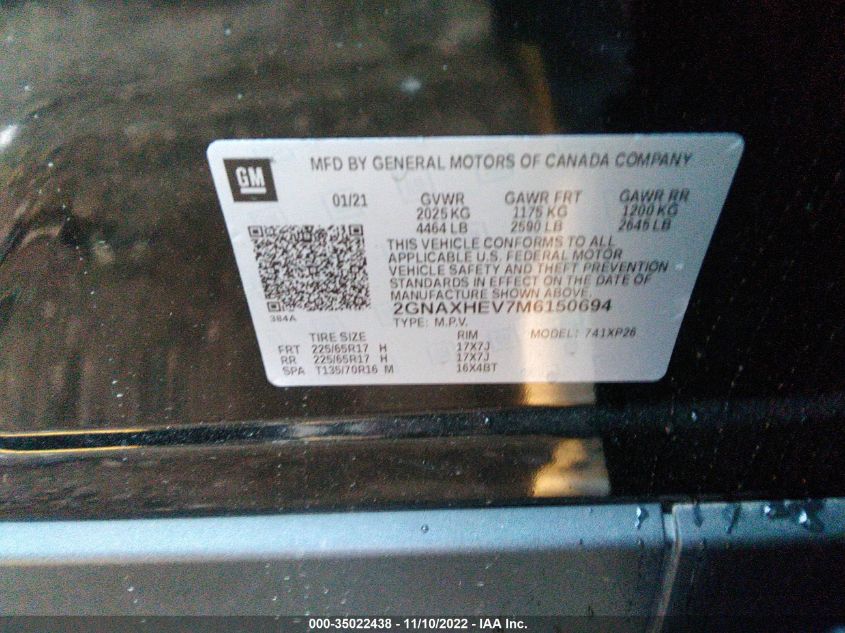 GM
MFD BY GENERAL MOTORS OF CANADA COMPANY
01/21 GVWR GAWR FRT GAWR RR
2025 KG 1175 KG 1200 KG
4464 LB 2590 LB 2645 LB
THIS VEHICLE CONFORMS TO ALL
APPLICABLE U.S. FEDERAL MOTOR
VEHICLE SAFETY AND THEFT PREVENTION
STANDARDS IN EFFECT ON THE DATE OF
MANUFACTURE SHOWN ABOVE.
384A
2GNAXHEV7M6150694
TYPE: M.P.V. MODEL: 741XP26
TIRE SIZE RIM
FRT 225/65R17 H 17X7J
RR 225/65R17 H 17X7J
SPA T135/70R16 M 16X4BT
000-35022438 - 11/10/2022 - IAA Inc.